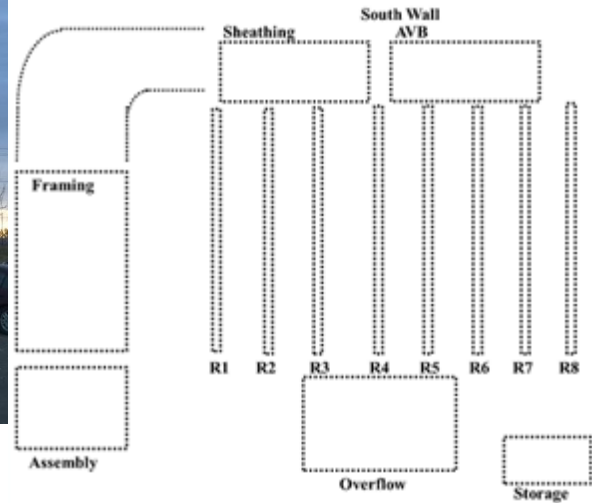 South Wall
Sheathing AVB
Framing
R1 R2 R3 R4 R5 R6 R7 R8
Assembly
Overflow
Storage